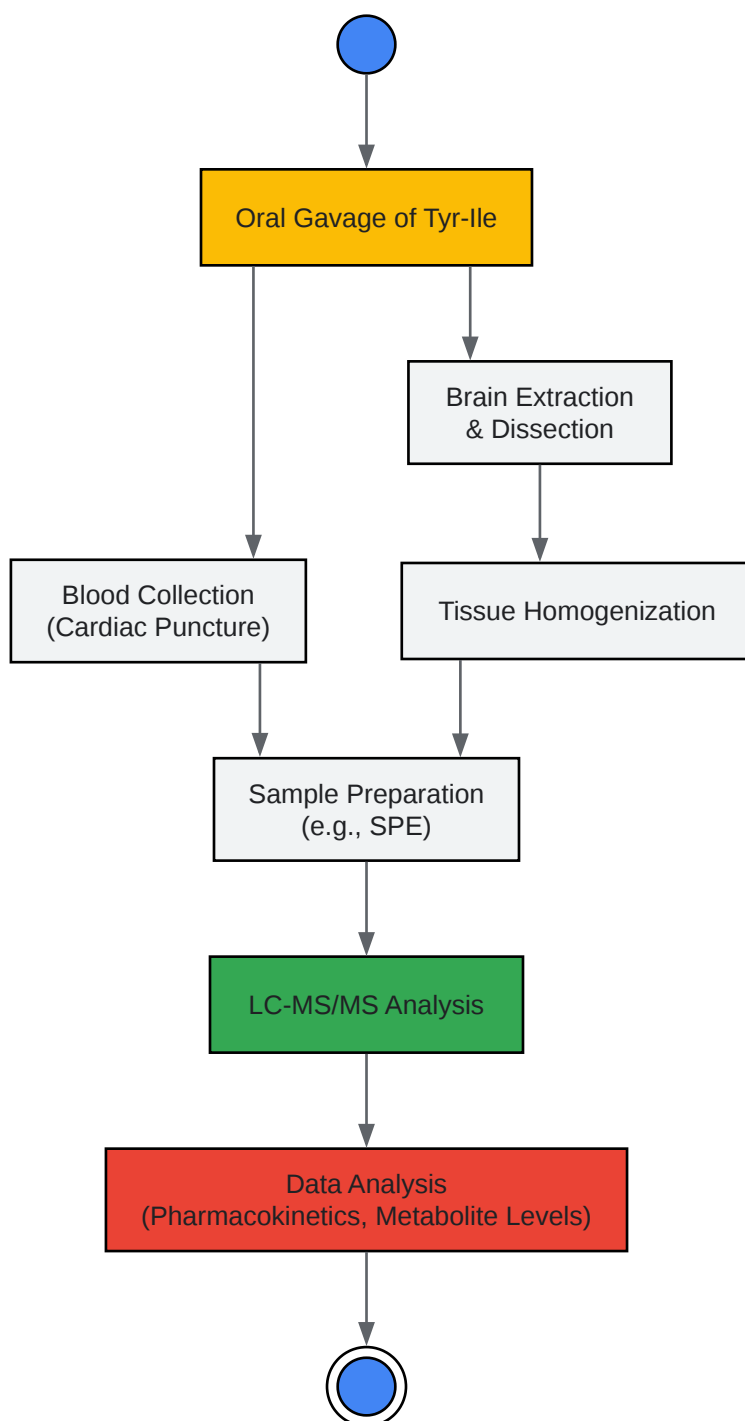 Oral Gavage of Tyr-Ile
Brain Extraction
& Dissection
Blood Collection
(Cardiac Puncture)
Tissue Homogenization
Sample Preparation
(e.g., SPE)
LC-MS/MS Analysis
Data Analysis
(Pharmacokinetics, Metabolite Levels)